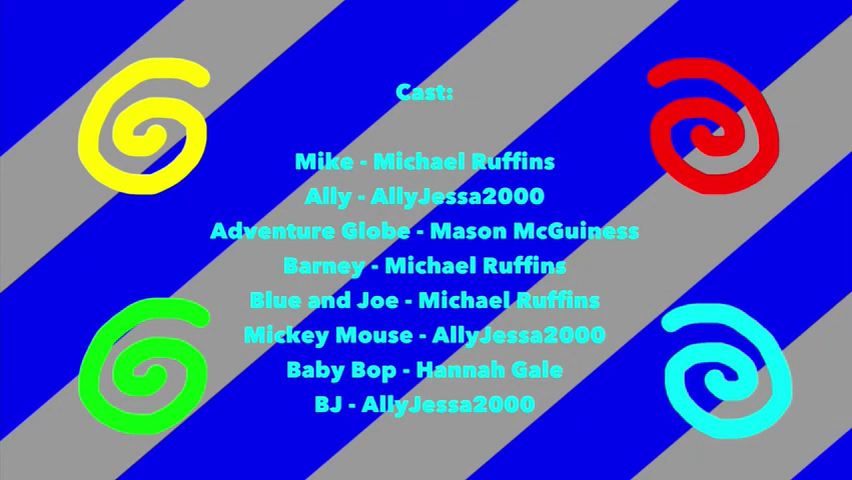 Cast:
Mike - Michael Ruffins
Ally - AllyJessa2000
Adventure Globe - Mason McGuiness
Barney - Michael Ruffins
Blue and Joe - Michael Ruffins
Mickey Mouse - AllyJessa2000
Baby Bop - Hannah Gale
BJ - AllyJessa2000